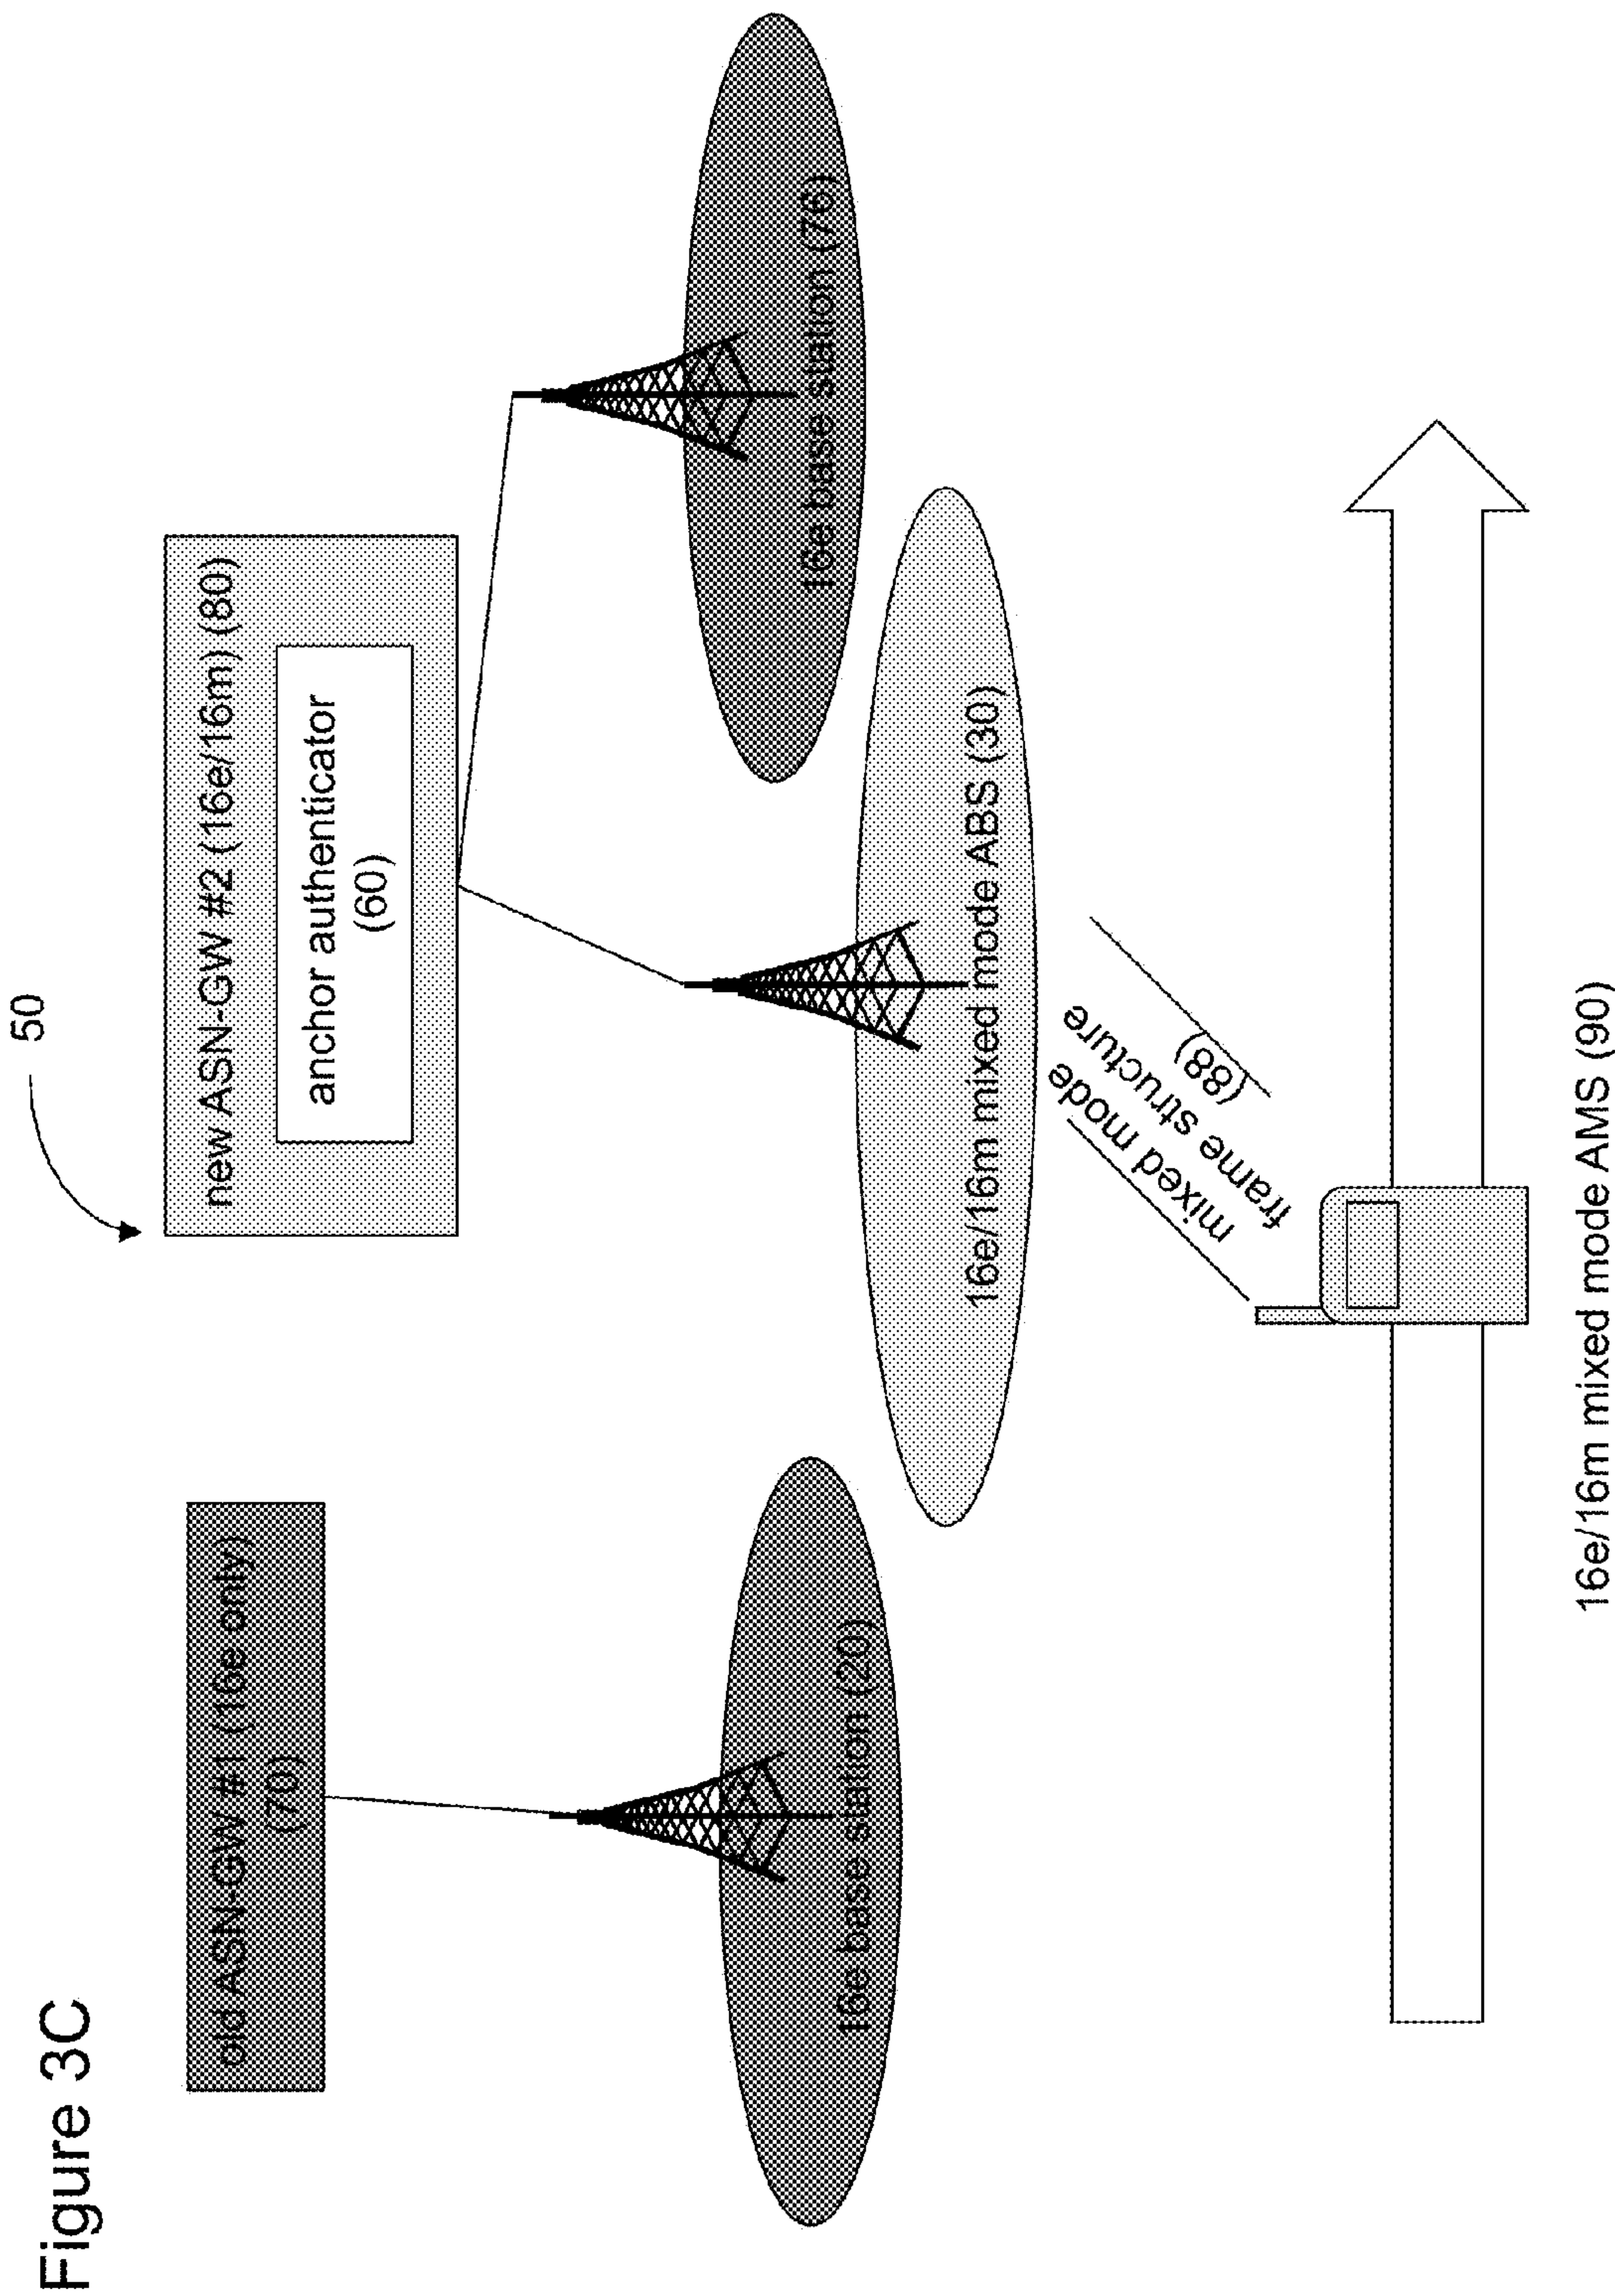 Figure 3C
50
old ASN-GW #1 (16e only)
(70)
new ASN-GW #2 (16e/16m) (80)
anchor authenticator
(60)
16e base station (20)
16e/16m mixed mode ABS (30)
16e base station (76)
mixed mode
frame structure
(88)
16e/16m mixed mode AMS (90)